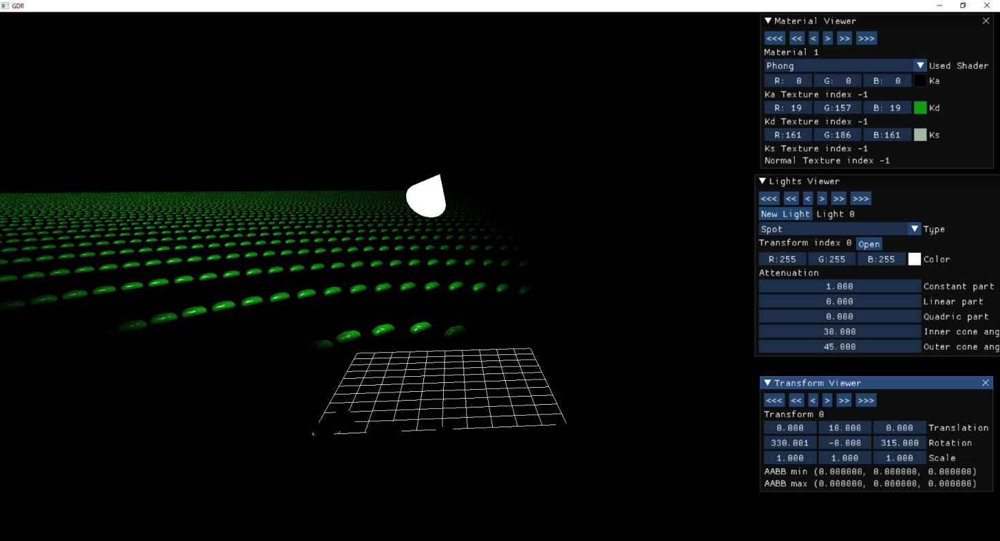 GDR
Material Viewer
<<< << < > >> >>>
Material 1
Phong Used Shader
R: 0 G: 0 B: 0 Ka
Ka Texture index -1
R: 19 G:157 B: 19 Kd
Kd Texture index -1
R:161 G:186 B:161 Ks
Ks Texture index -1
Normal Texture index -1
Lights Viewer
<<< << < > >> >>>
New Light Light 0
Spot Type
Transform index 0 Open
R:255 G:255 B:255 Color
Attenuation
1.000 Constant part
0.000 Linear part
0.000 Quadric part
30.000 Inner cone ang
45.000 Outer cone ang
Transform Viewer
<<< << < > >> >>>
Transform 0
0.000 10.000 0.000 Translation
330.001 -0.000 315.000 Rotation
1.000 1.000 1.000 Scale
AABB min (0.000000, 0.000000, 0.000000)
AABB max (0.000000, 0.000000, 0.000000)